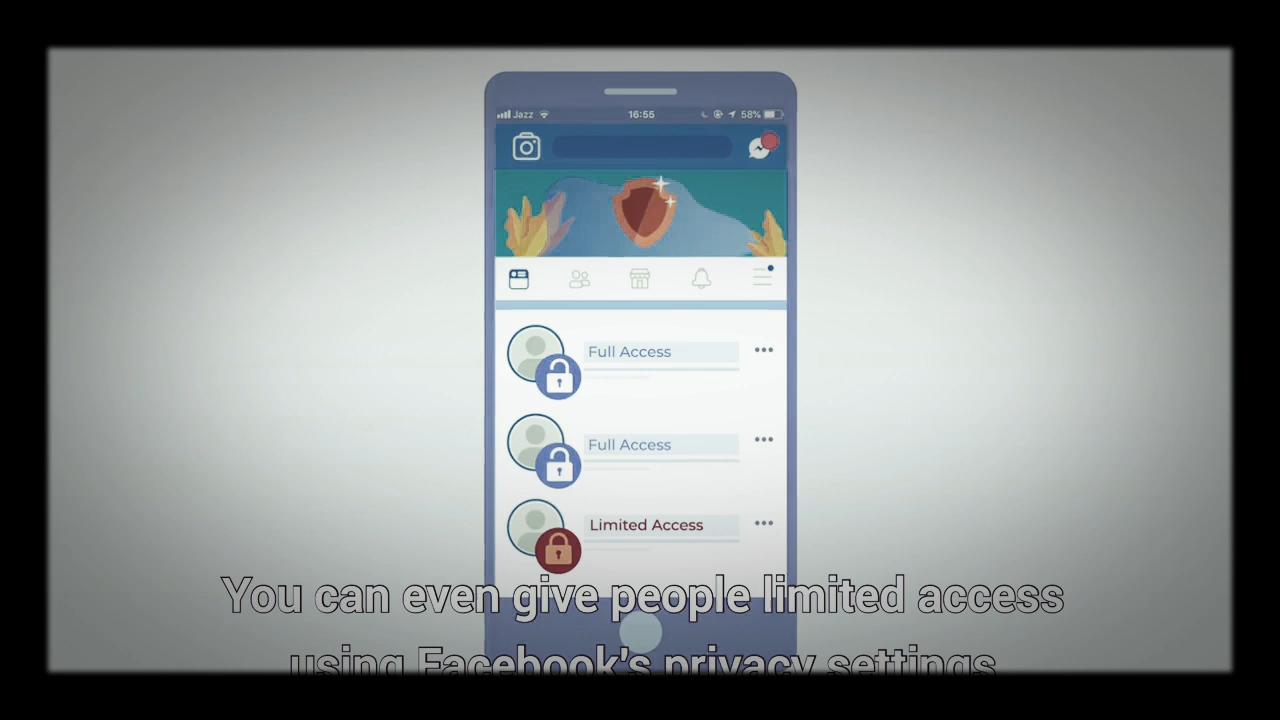 Jazz 16:55 58%
Full Access
Full Access
Limited Access
You can even give people limited access
using Facebook's privacy settings